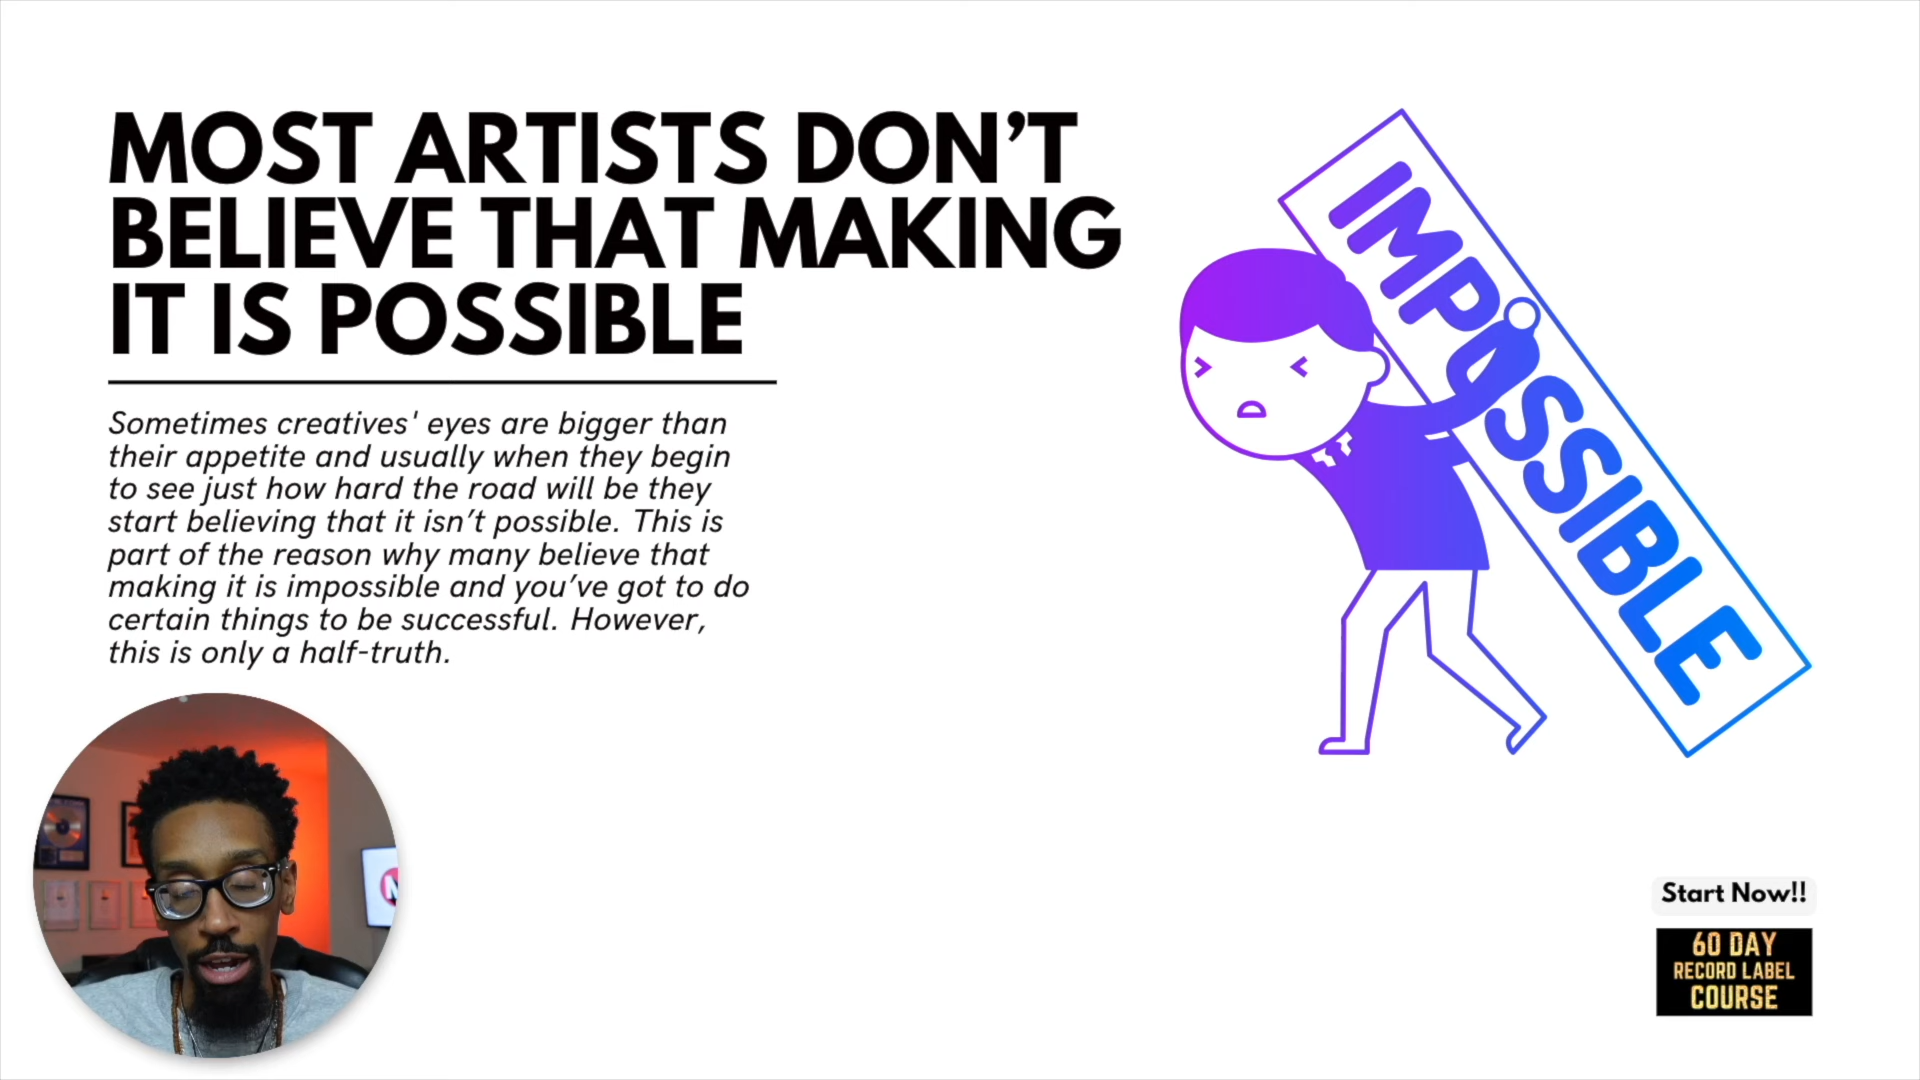 MOST ARTISTS DON’T
BELIEVE THAT MAKING
IT IS POSSIBLE
Sometimes creatives' eyes are bigger than
their appetite and usually when they begin
to see just how hard the road will be they
start believing that it isn’t possible. This is
part of the reason why many believe that
making it is impossible and you’ve got to do
certain things to be successful. However,
this is only a half-truth.
IMPOSSIBLE
Start Now!!
60 DAY
RECORD LABEL
COURSE